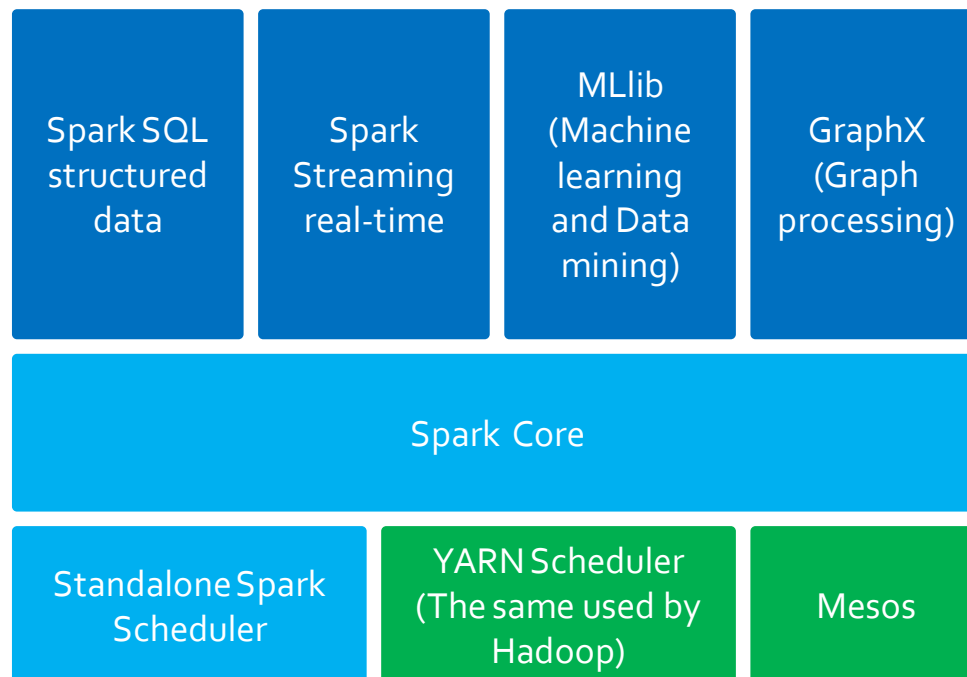 Spark SQL
structured
data
Spark
Streaming
real-time
MLlib
(Machine
learning
and Data
mining)
GraphX
(Graph
processing)
Spark Core
Standalone Spark
Scheduler
YARN Scheduler
(The same used by
Hadoop)
Mesos